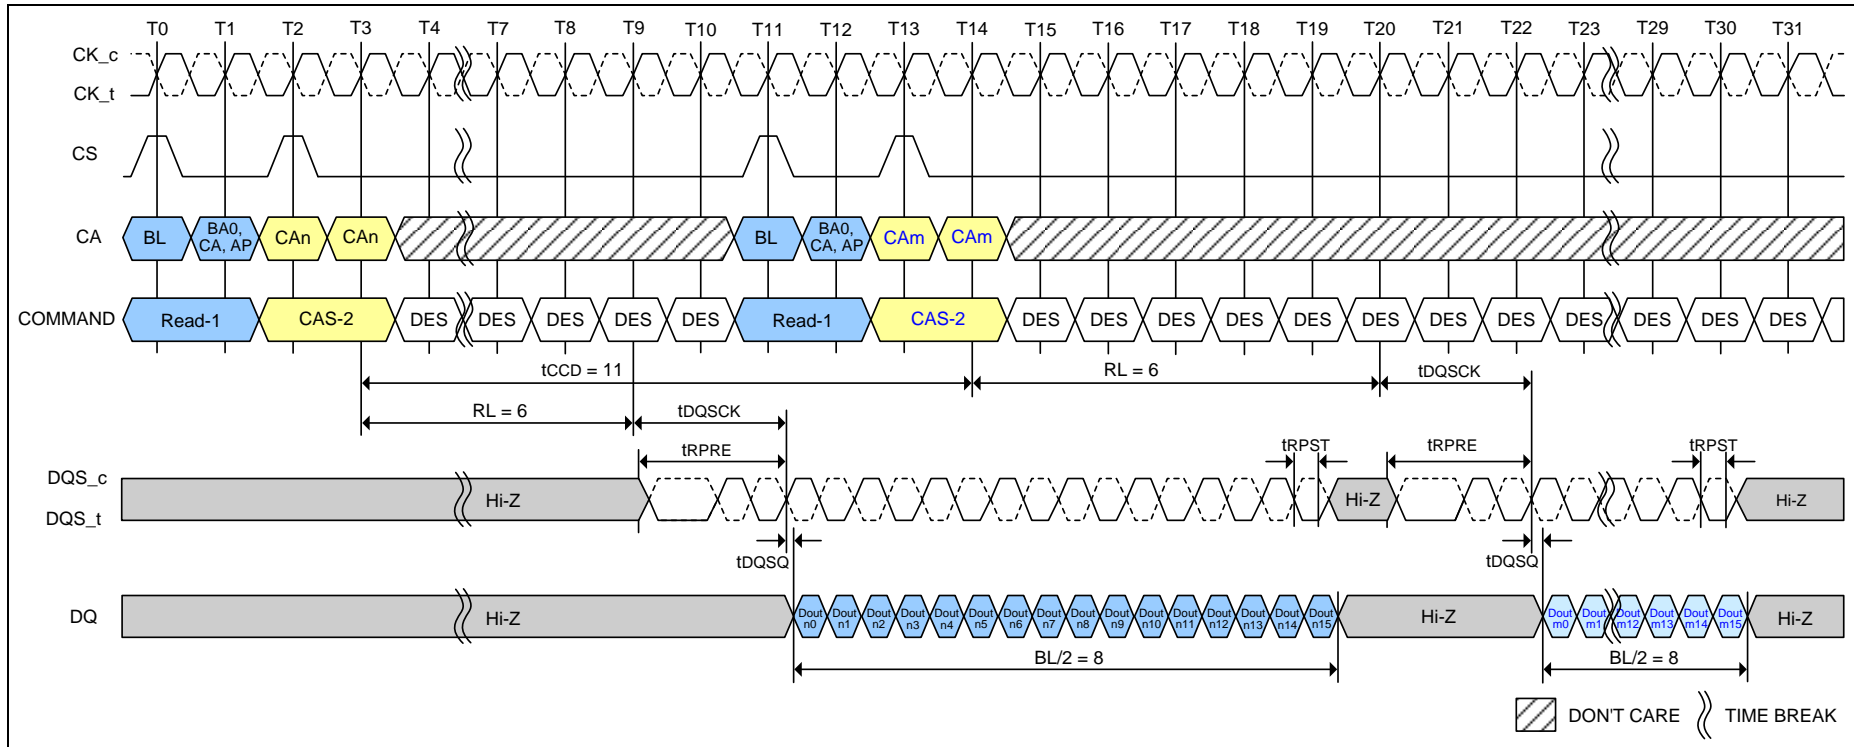 T0 T1 T2 T3 T4 T7 T8 T9 T10 T11 T12 T13 T14 T15 T16 T17 T18 T19 T20 T21 T22 T23 T29 T30 T31
CK_c
CK_t
CS
CA BL BA0, CA, AP CAn CAn BL BA0, CA, AP CAm CAm
COMMAND Read-1 CAS-2 DES DES DES DES DES Read-1 CAS-2 DES DES DES DES DES DES DES DES DES DES DES DES
tCCD = 11 RL = 6 tDQSCK
RL = 6 tDQSCK
tRPRE tRPST tRPRE tRPST
DQS_c
Hi-Z Hi-Z Hi-Z
DQS_t
tDQSQ tDQSQ
DQ Hi-Z Dout n0 Dout n1 Dout n2 Dout n3 Dout n4 Dout n5 Dout n6 Dout n7 Dout n8 Dout n9 Dout n10 Dout n11 Dout n12 Dout n13 Dout n14 Dout n15 Hi-Z Dout m0 Dout m1 Dout m12 Dout m13 Dout m14 Dout m15 Hi-Z
BL/2 = 8 BL/2 = 8
DON'T CARE TIME BREAK